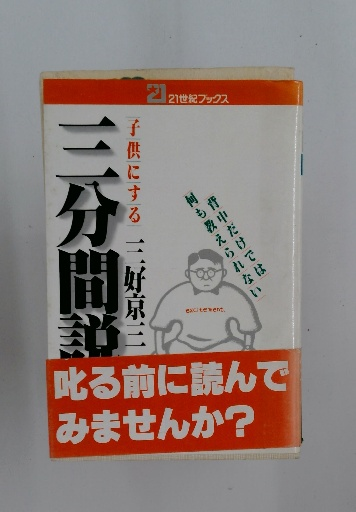 21 21世紀ブックス
子供にする
三分間説
三好京三
背中だけでは
何も教えられない
叱る前に読んで
みませんか?